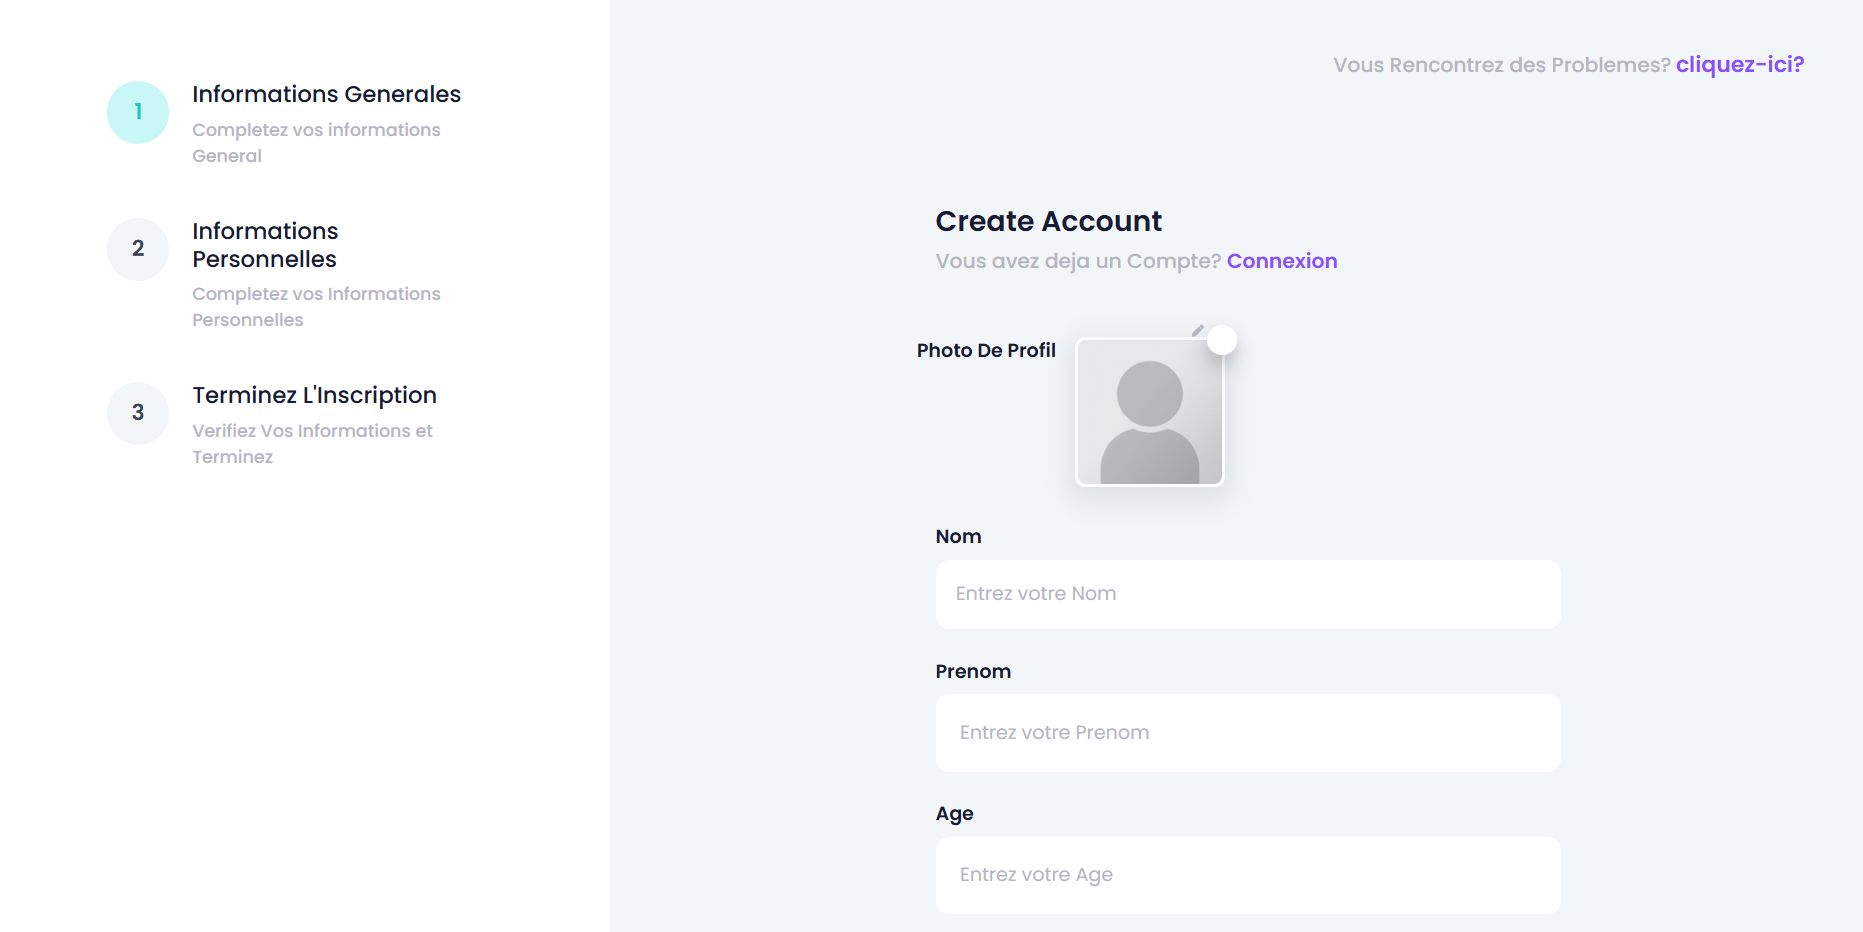 1
Informations Generales
Completez vos informations
General
2
Informations
Personnelles
Completez vos Informations
Personnelles
3
Terminez L'Inscription
Verifiez Vos Informations et
Terminez
Vous Rencontrez des Problemes? cliquez-ici?
Create Account
Vous avez deja un Compte? Connexion
Photo De Profil
Nom
Entrez votre Nom
Prenom
Entrez votre Prenom
Age
Entrez votre Age